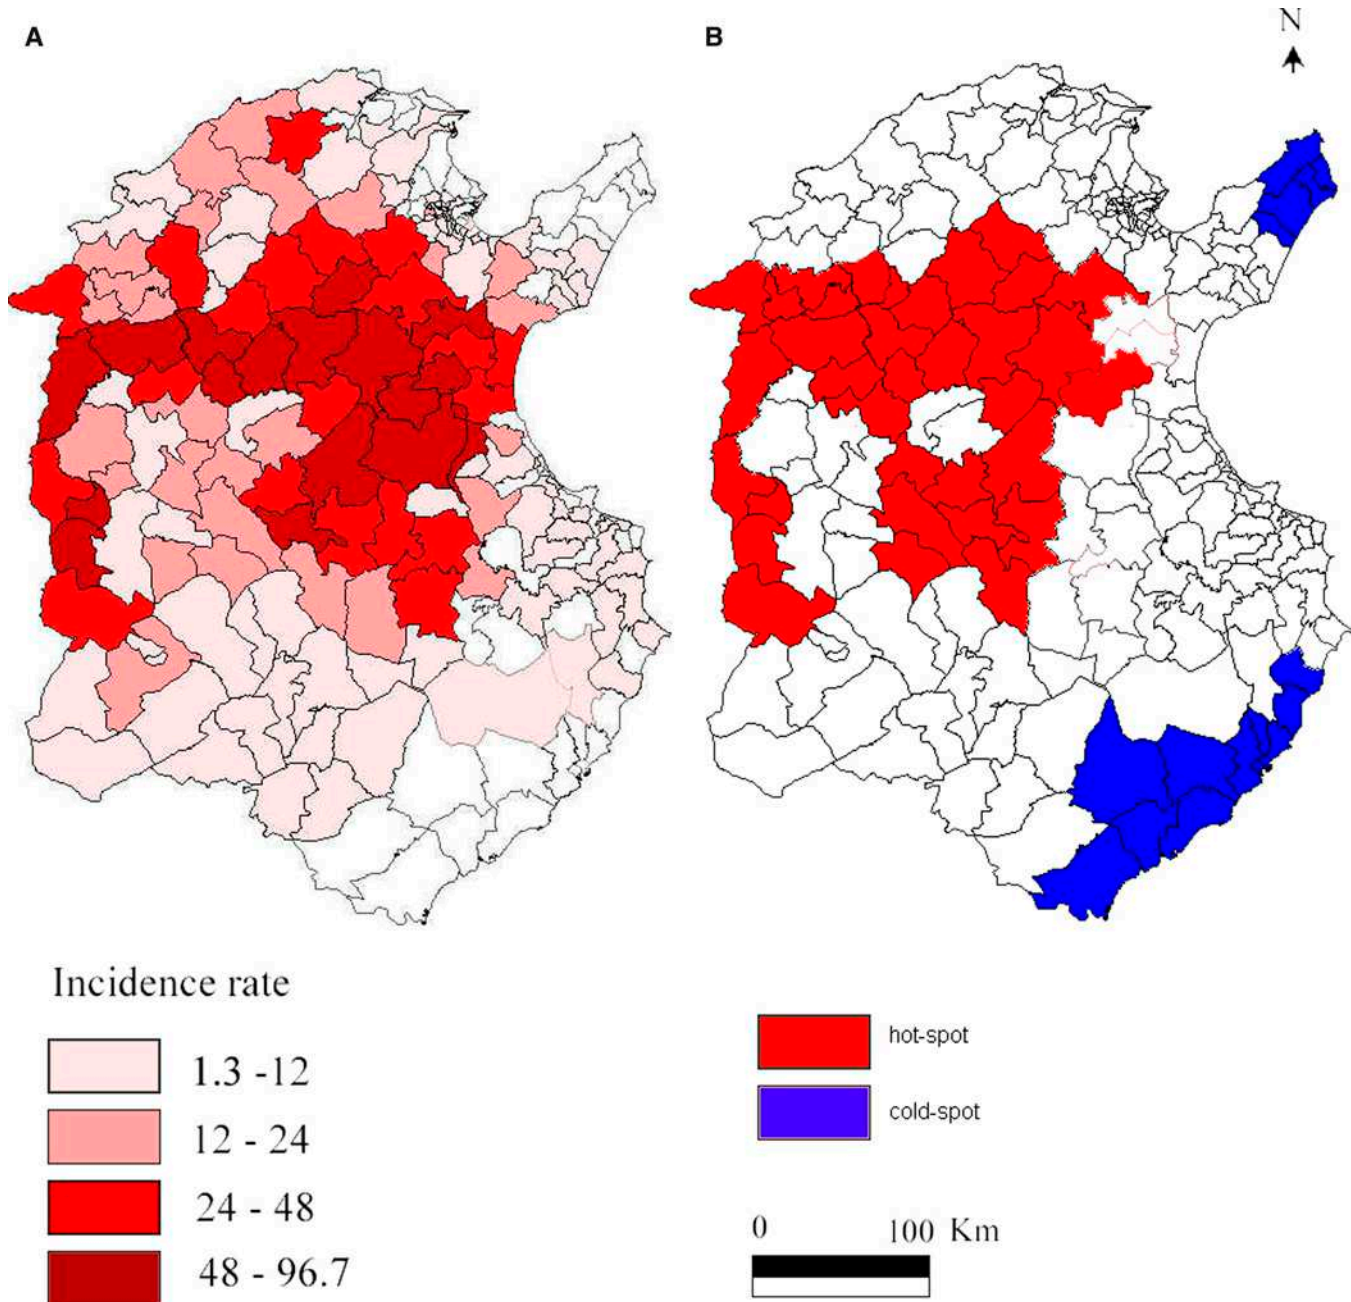 A
B
N
Incidence rate
1.3 -12
12 - 24
24 - 48
48 - 96.7
hot-spot
cold-spot
0 100 Km